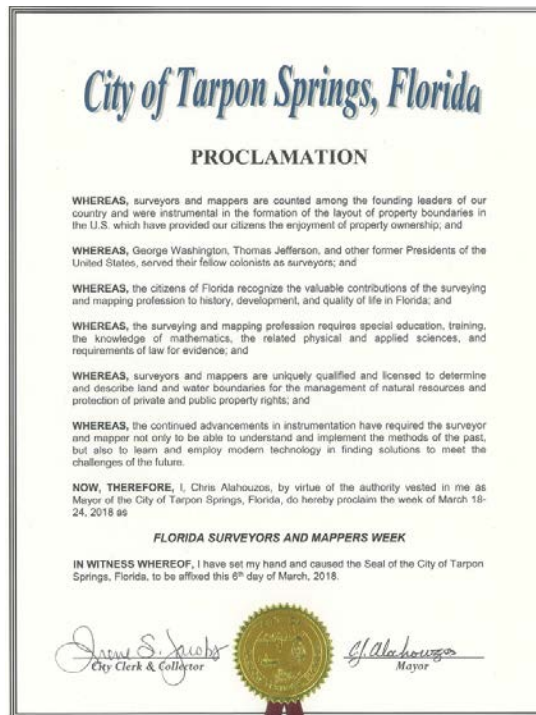 City of Tarpon Springs, Florida
PROCLAMATION
WHEREAS, surveyors and mappers are counted among the founding leaders of our
country and were instrumental in the formation of the layout of property boundaries in
the U.S. which have provided our citizens the enjoyment of property ownership; and
WHEREAS, George Washington, Thomas Jefferson, and other former Presidents of the
United States, served their fellow colonists as surveyors; and
WHEREAS, the citizens of Florida recognize the valuable contributions of the surveying
and mapping profession to history, development, and quality of life in Florida; and
WHEREAS, the surveying and mapping profession requires special education, training,
the knowledge of mathematics, the related physical and applied sciences, and
requirements of law for evidence; and
WHEREAS, surveyors and mappers are uniquely qualified and licensed to determine
and describe land and water boundaries for the management of natural resources and
protection of private and public property rights; and
WHEREAS, the continued advancements in instrumentation have required the surveyor
and mapper not only to be able to understand and implement the methods of the past,
but also to learn and employ modern technology in finding solutions to meet the
challenges of the future.
NOW, THEREFORE, I, Chris Alahouzos, by virtue of the authority vested in me as
Mayor of the City of Tarpon Springs, Florida, do hereby proclaim the week of March 18-
24, 2018 as
FLORIDA SURVEYORS AND MAPPERS WEEK
IN WITNESS WHEREOF, I have set my hand and caused the Seal of the City of Tarpon
Springs, Florida, to be affixed this 6th day of March, 2018.
Irene S. Jacobs
City Clerk & Collector
C. Alahouzos
Mayor